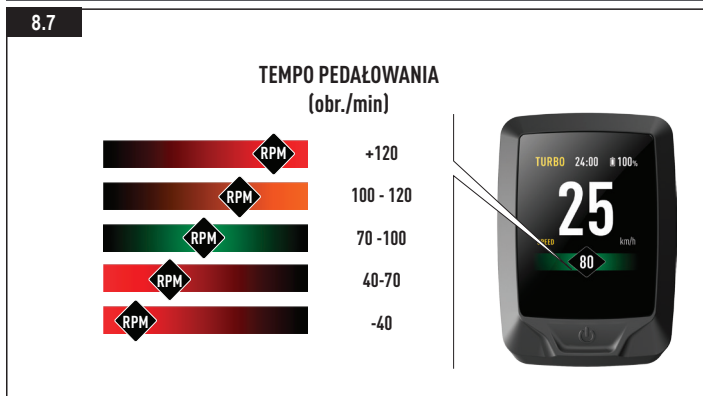 8.7
TEMPO PEDAŁOWANIA
(obr./min)
RPM +120
RPM 100 - 120
RPM 70 -100
RPM 40-70
RPM -40
TURBO 24:00 100%
25
SPEED km/h
80